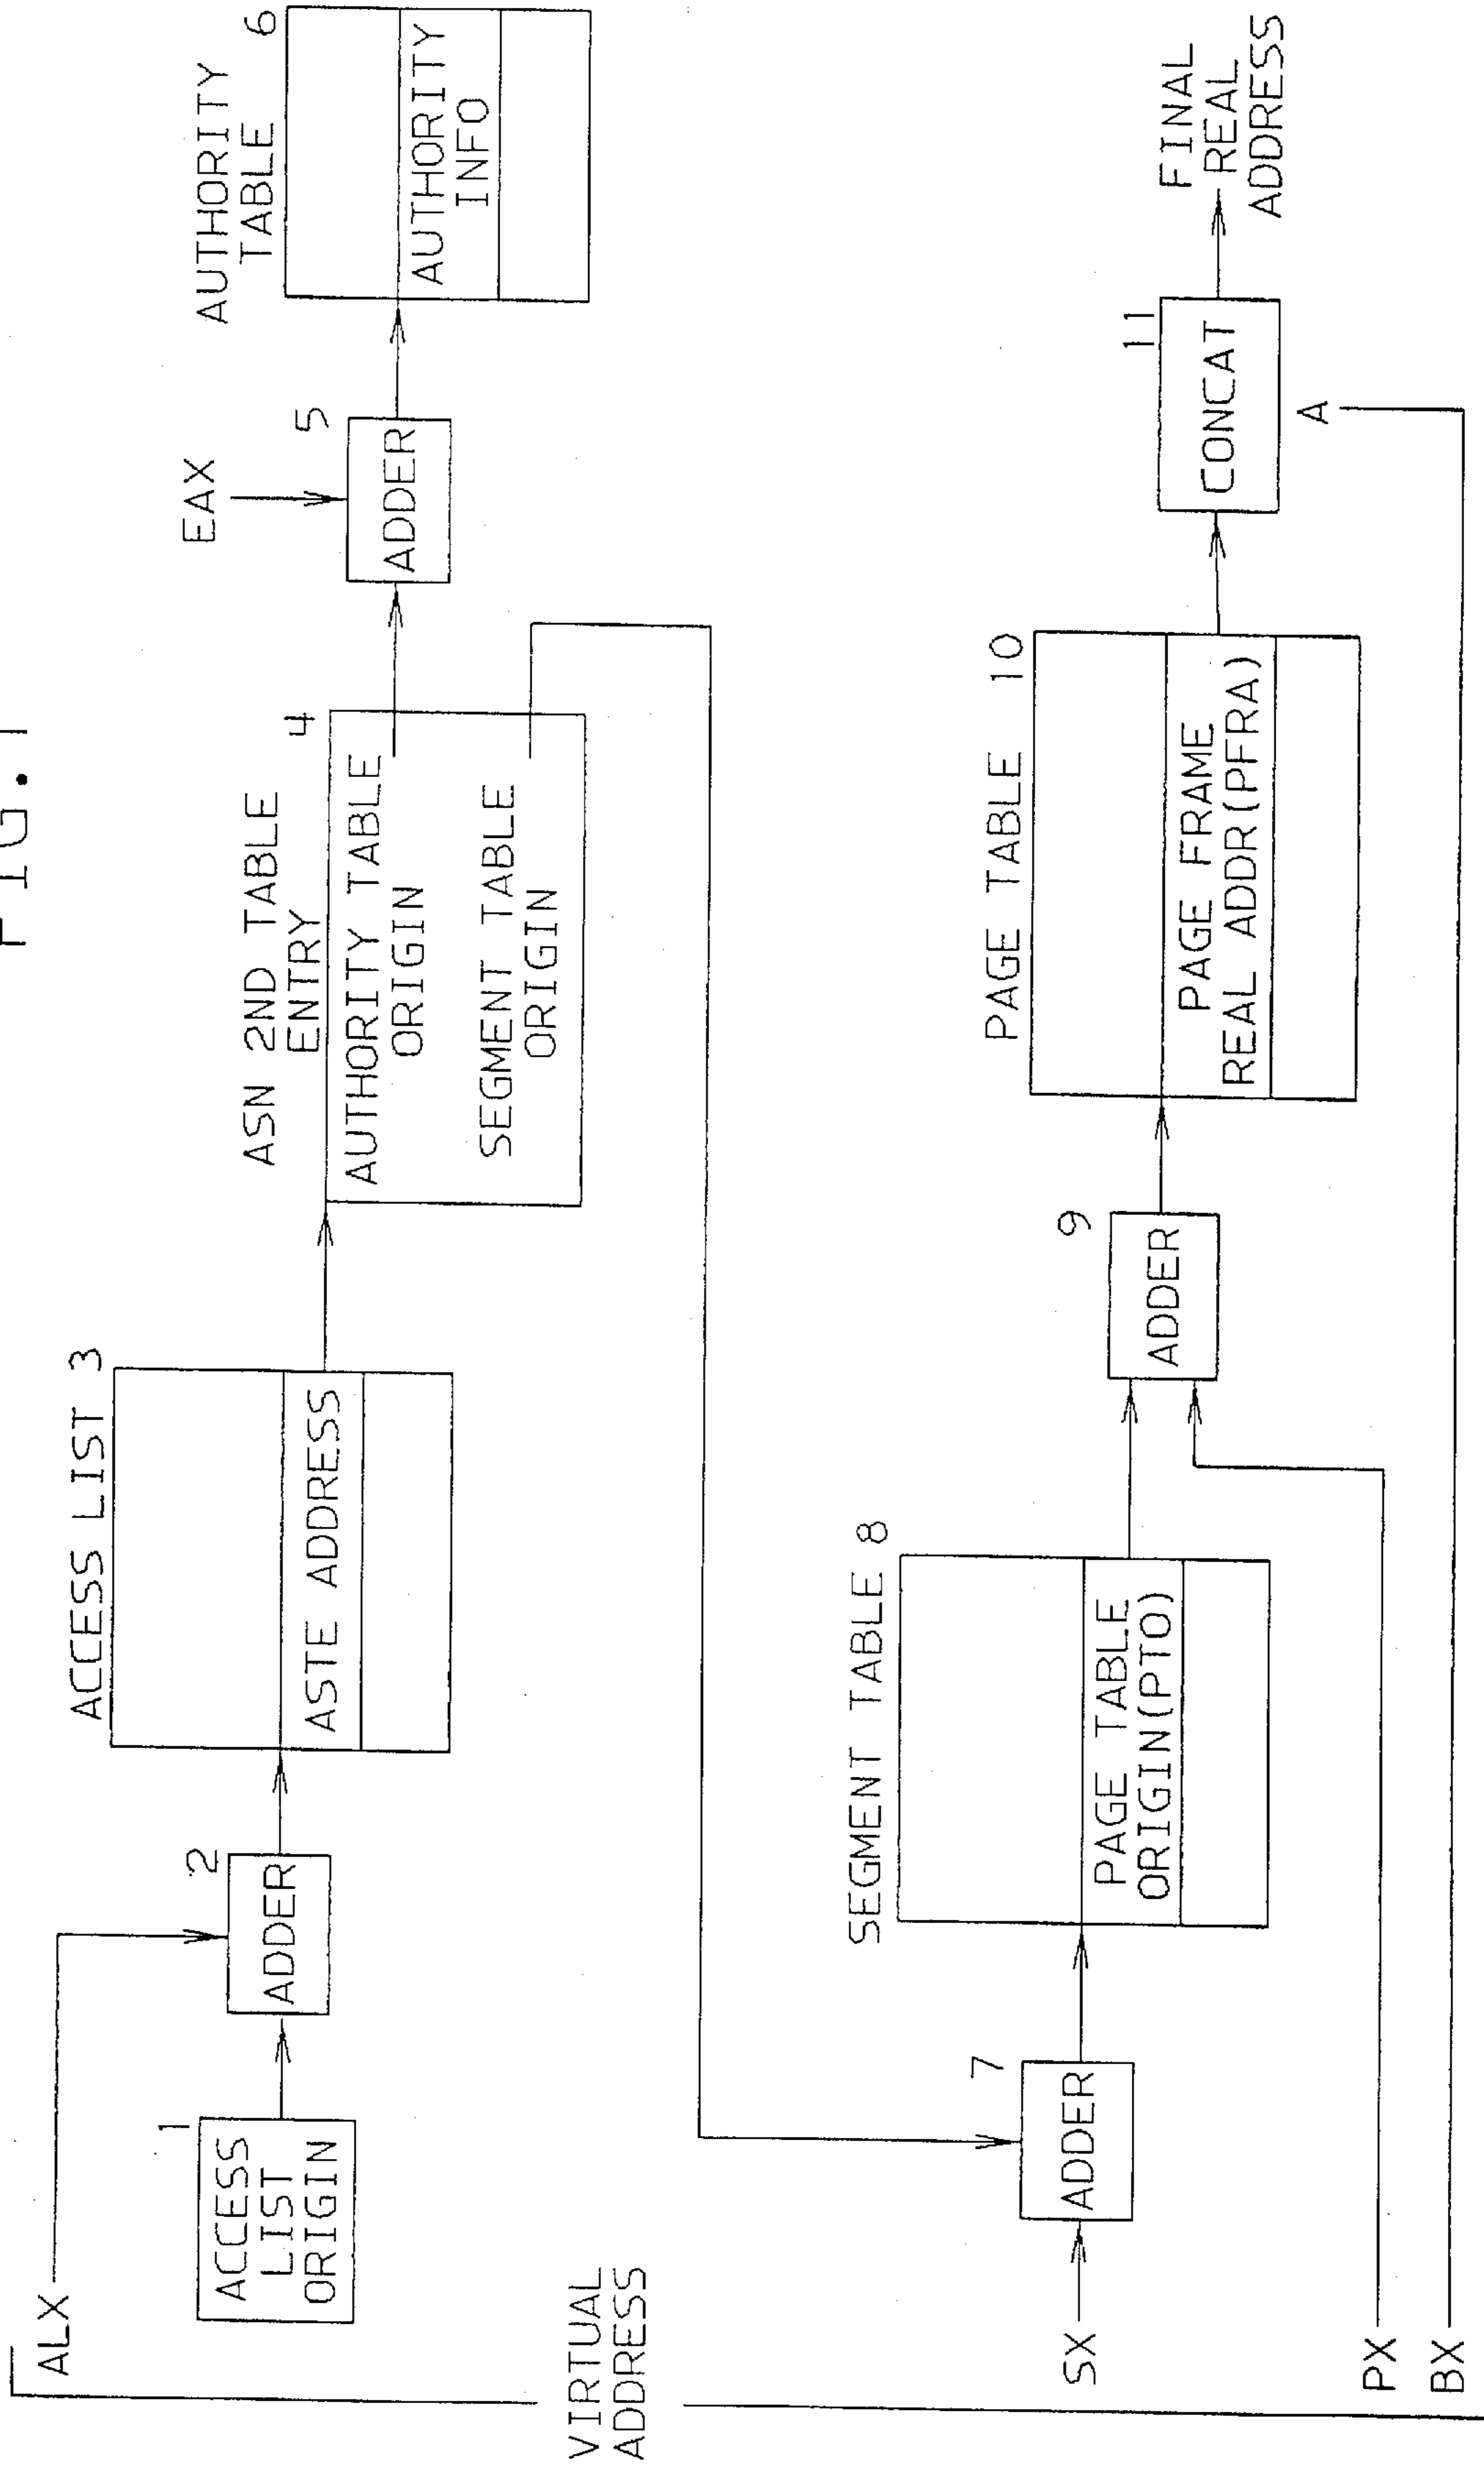 FIG. 1
ALX
ACCESS
LIST
ORIGIN
1
ADDER
2
ACCESS LIST 3
ASTE ADDRESS
ASN 2ND TABLE
ENTRY
4
AUTHORITY TABLE
ORIGIN
SEGMENT TABLE
ORIGIN
EAX
ADDER
5
AUTHORITY
TABLE 6
AUTHORITY
INFO
VIRTUAL
ADDRESS
SX
ADDER
7
SEGMENT TABLE 8
PAGE TABLE
ORIGIN(PTO)
ADDER
9
PAGE TABLE 10
PAGE FRAME
REAL ADDR(PFRA)
CONCAT
11
A
FINAL
REAL
ADDRESS
PX
BX